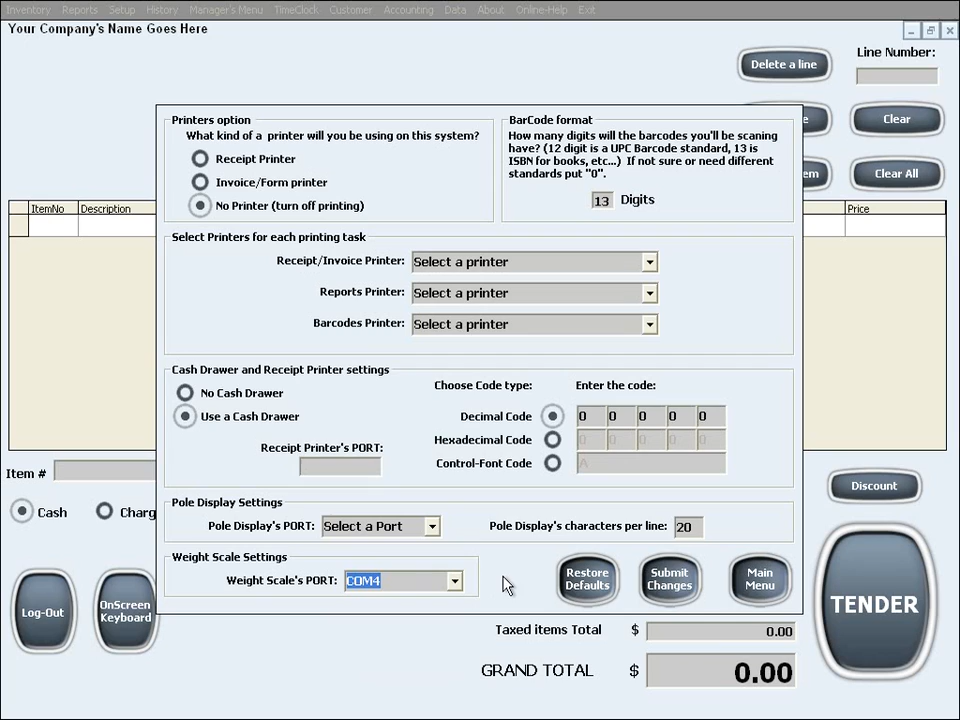 Inventory Reports Setup History Manager's Menu TimeClock Customer Accounting Data About Online-Help Exit
Your Company's Name Goes Here
Delete a line
Line Number:
Clear
Clear All
Printers option
What kind of a printer will you be using on this system?
Receipt Printer
Invoice/Form printer
No Printer (turn off printing)
BarCode format
How many digits will the barcodes you'll be scaning
have? (12 digit is a UPC Barcode standard, 13 is
ISBN for books, etc...) If not sure or need different
standards put "0".
13 Digits
ItemNo Description
Price
Select Printers for each printing task
Receipt/Invoice Printer: Select a printer
Reports Printer: Select a printer
Barcodes Printer: Select a printer
Cash Drawer and Receipt Printer settings
No Cash Drawer
Use a Cash Drawer
Receipt Printer's PORT:
Choose Code type: Enter the code:
Decimal Code 0 0 0 0 0
Hexadecimal Code 0 0 0 0 0
Control-Font Code A
Item #
Cash Charg
Discount
Pole Display Settings
Pole Display's PORT: Select a Port Pole Display's characters per line: 20
Weight Scale Settings
Weight Scale's PORT: COM4
Restore
Defaults
Submit
Changes
Main
Menu
Log-Out
OnScreen
Keyboard
TENDER
Taxed items Total $ 0.00
GRAND TOTAL $ 0.00